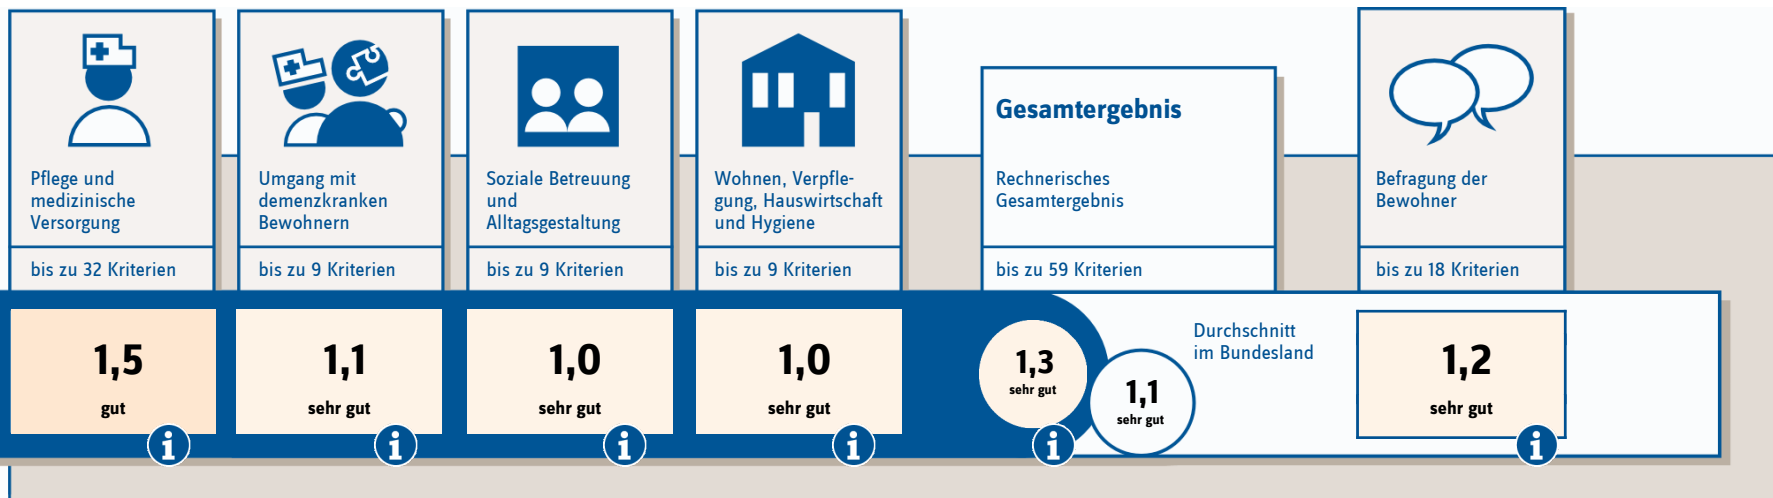 Pflege und
medizinische
Versorgung
bis zu 32 Kriterien
1,5
gut
Umgang mit
demenzkranken
Bewohnern
bis zu 9 Kriterien
1,1
sehr gut
Soziale Betreuung
und
Alltagsgestaltung
bis zu 9 Kriterien
1,0
sehr gut
Wohnen, Verpfle-
gung, Hauswirtschaft
und Hygiene
bis zu 9 Kriterien
1,0
sehr gut
Gesamtergebnis
Rechnerisches
Gesamtergebnis
bis zu 59 Kriterien
1,3
sehr gut
1,1
sehr gut
Durchschnitt
im Bundesland
Befragung der
Bewohner
bis zu 18 Kriterien
1,2
sehr gut